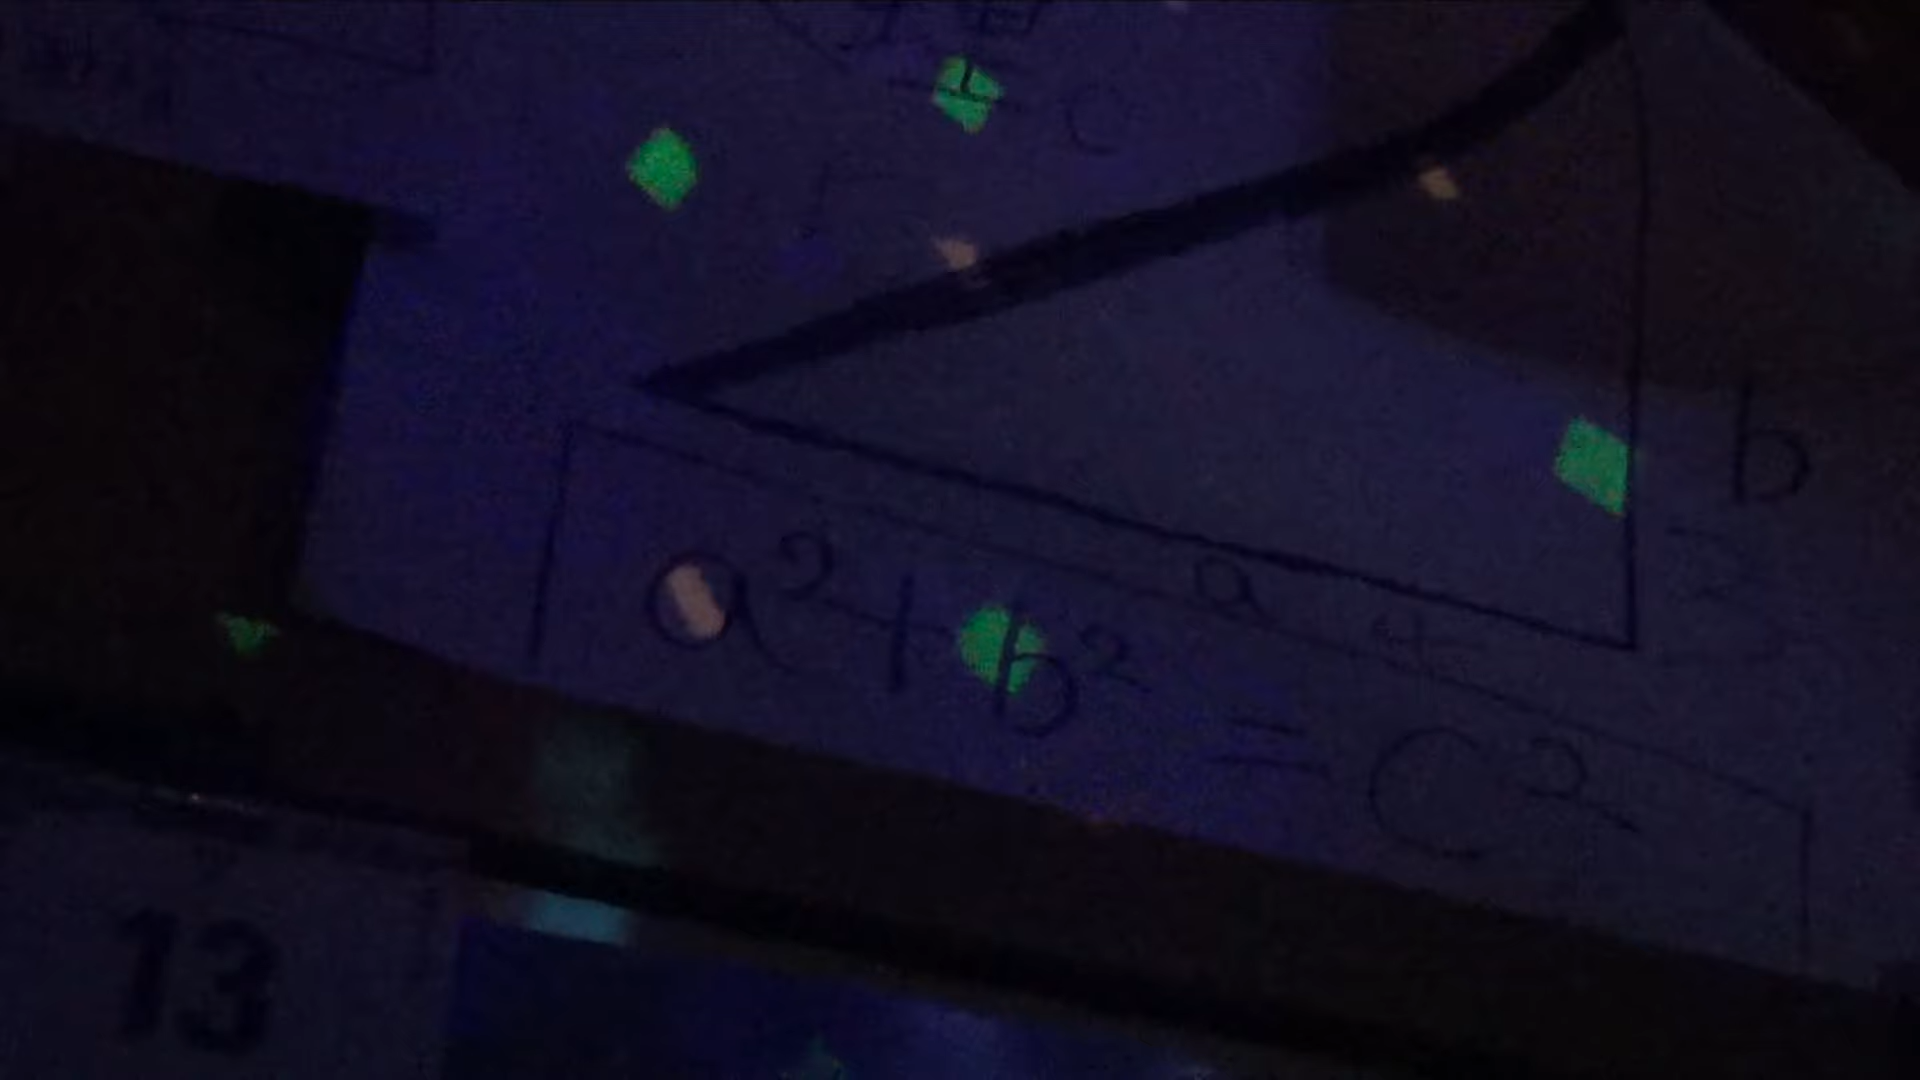 c
b
a
a² + b² = c²
13